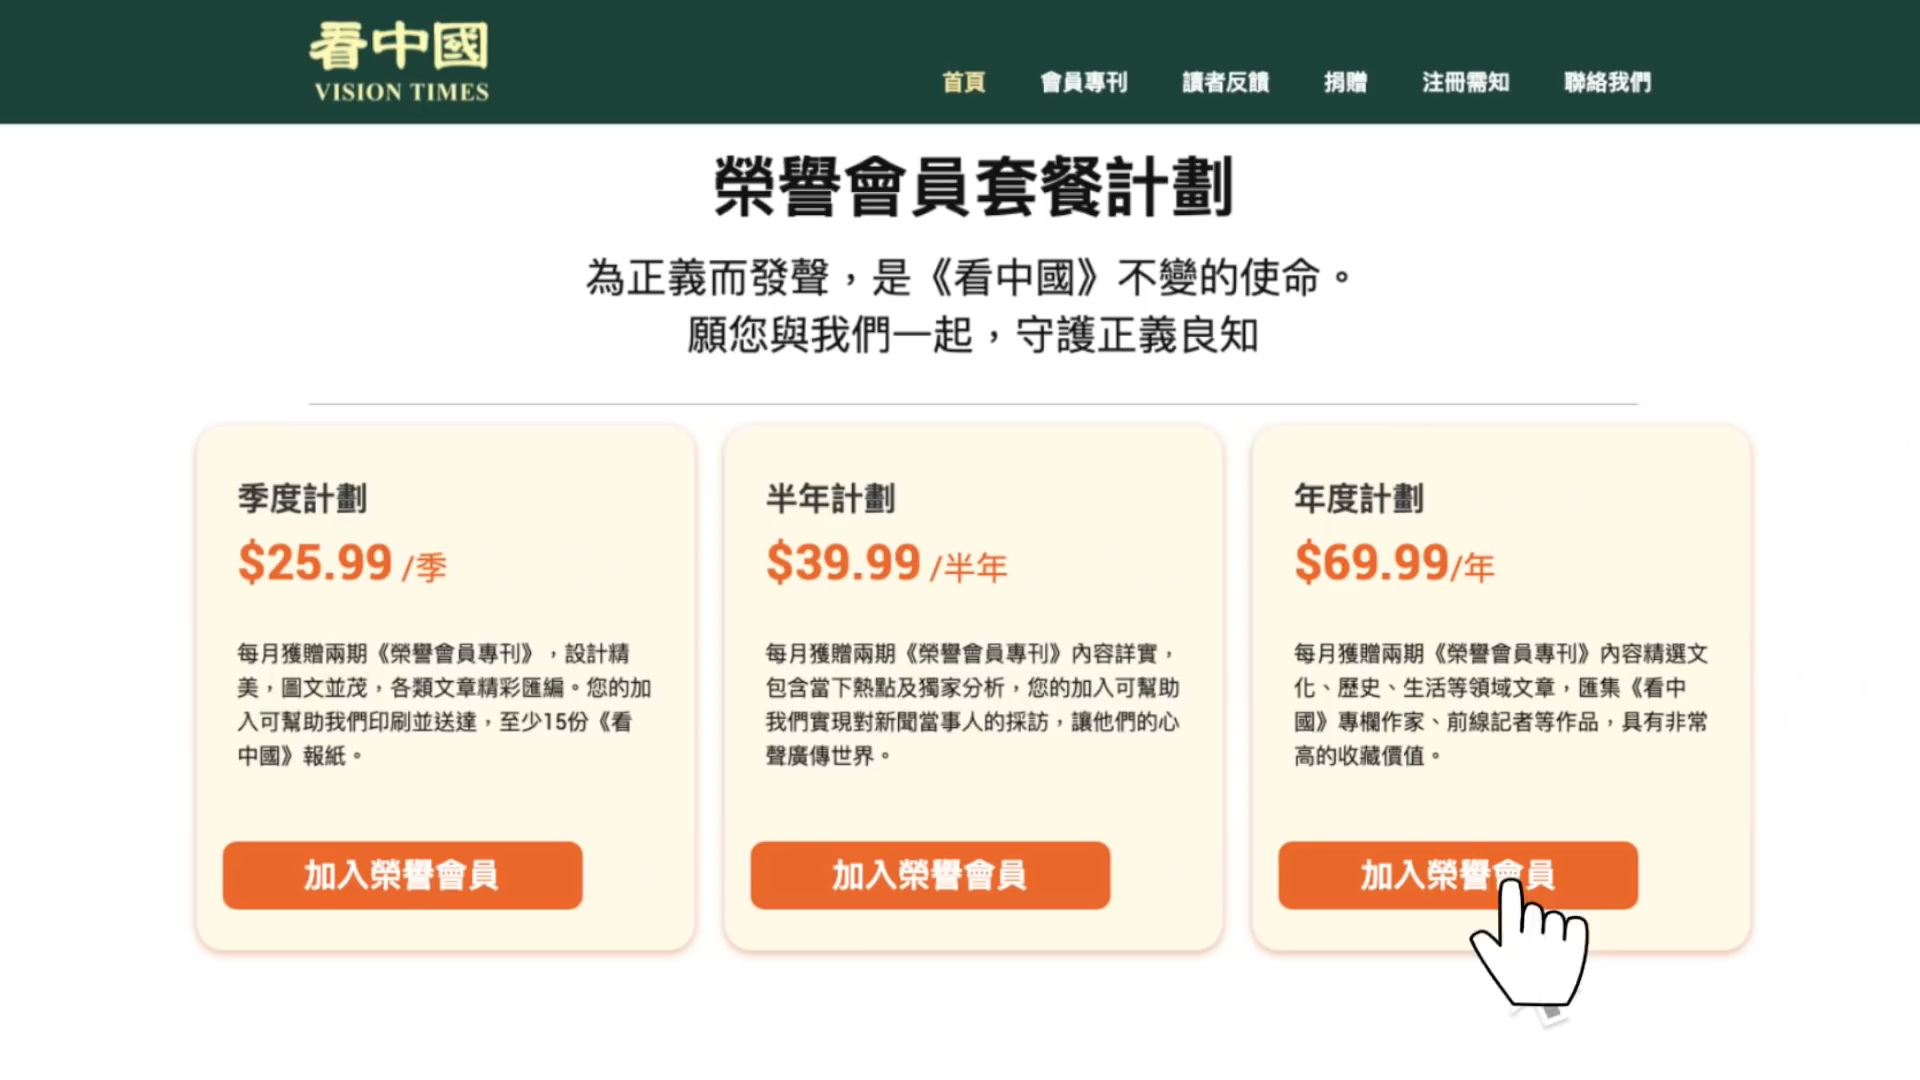 看中國
VISION TIMES
首頁 會員專刊 讀者反饋 捐贈 注冊需知 聯絡我們
榮譽會員套餐計劃
為正義而發聲，是《看中國》不變的使命。
願您與我們一起，守護正義良知
季度計劃
$25.99 /季
每月獲贈兩期《榮譽會員專刊》，設計精
美，圖文並茂，各類文章精彩匯編。您的加
入可幫助我們印刷並送達，至少15份《看
中國》報紙。
加入榮譽會員
半年計劃
$39.99 /半年
每月獲贈兩期《榮譽會員專刊》內容詳實，
包含當下熱點及獨家分析，您的加入可幫助
我們實現對新聞當事人的採訪，讓他們的心
聲廣傳世界。
加入榮譽會員
年度計劃
$69.99/年
每月獲贈兩期《榮譽會員專刊》內容精選文
化、歷史、生活等領域文章，匯集《看中
國》專欄作家、前線記者等作品，具有非常
高的收藏價值。
加入榮譽會員